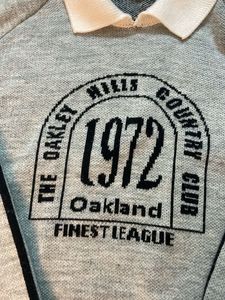 THE OAKLEY HILLS COUNTRY CLUB
1972
Oakland
FINEST LEAGUE